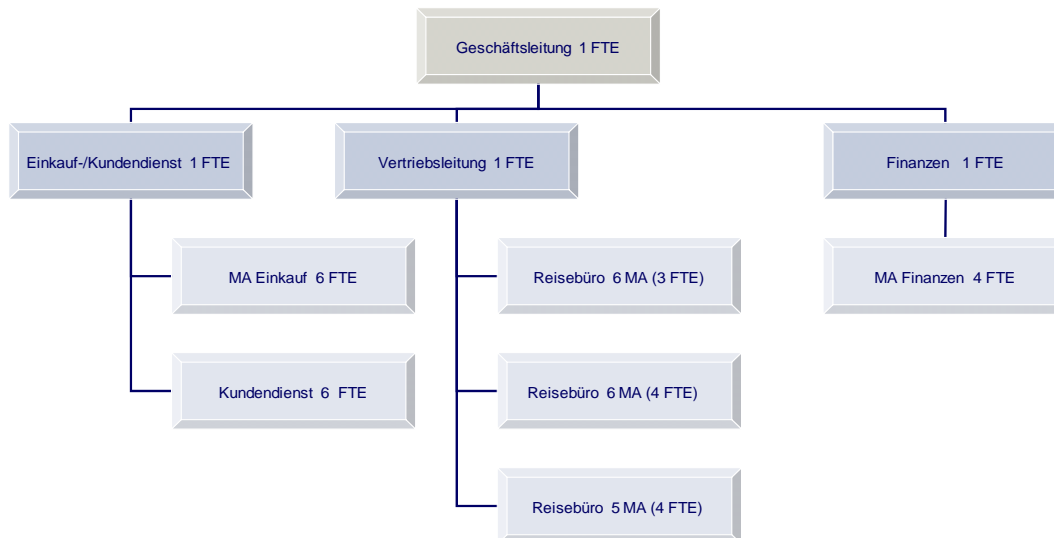 Geschäftsleitung 1 FTE
Einkauf-/Kundendienst 1 FTE
Vertriebsleitung 1 FTE
Finanzen 1 FTE
MA Einkauf 6 FTE
Reisebüro 6 MA (3 FTE)
MA Finanzen 4 FTE
Kundendienst 6 FTE
Reisebüro 6 MA (4 FTE)
Reisebüro 5 MA (4 FTE)